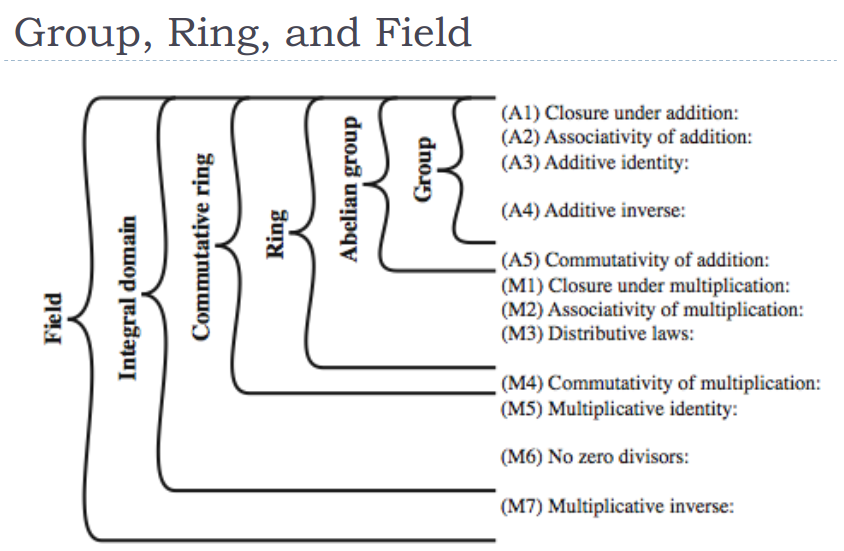 Group, Ring, and Field
Field
Integral domain
Commutative ring
Ring
Abelian group
Group
(A1) Closure under addition:
(A2) Associativity of addition:
(A3) Additive identity:
(A4) Additive inverse:
(A5) Commutativity of addition:
(M1) Closure under multiplication:
(M2) Associativity of multiplication:
(M3) Distributive laws:
(M4) Commutativity of multiplication:
(M5) Multiplicative identity:
(M6) No zero divisors:
(M7) Multiplicative inverse: